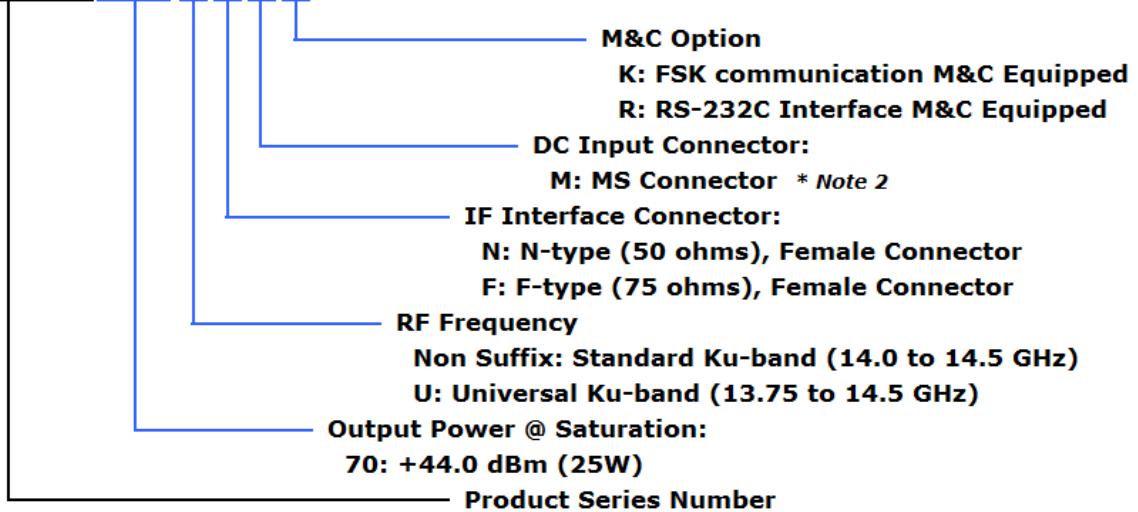 M&C Option
K: FSK communication M&C Equipped
R: RS-232C Interface M&C Equipped
DC Input Connector:
M: MS Connector * Note 2
IF Interface Connector:
N: N-type (50 ohms), Female Connector
F: F-type (75 ohms), Female Connector
RF Frequency
Non Suffix: Standard Ku-band (14.0 to 14.5 GHz)
U: Universal Ku-band (13.75 to 14.5 GHz)
Output Power @ Saturation:
70: +44.0 dBm (25W)
Product Series Number